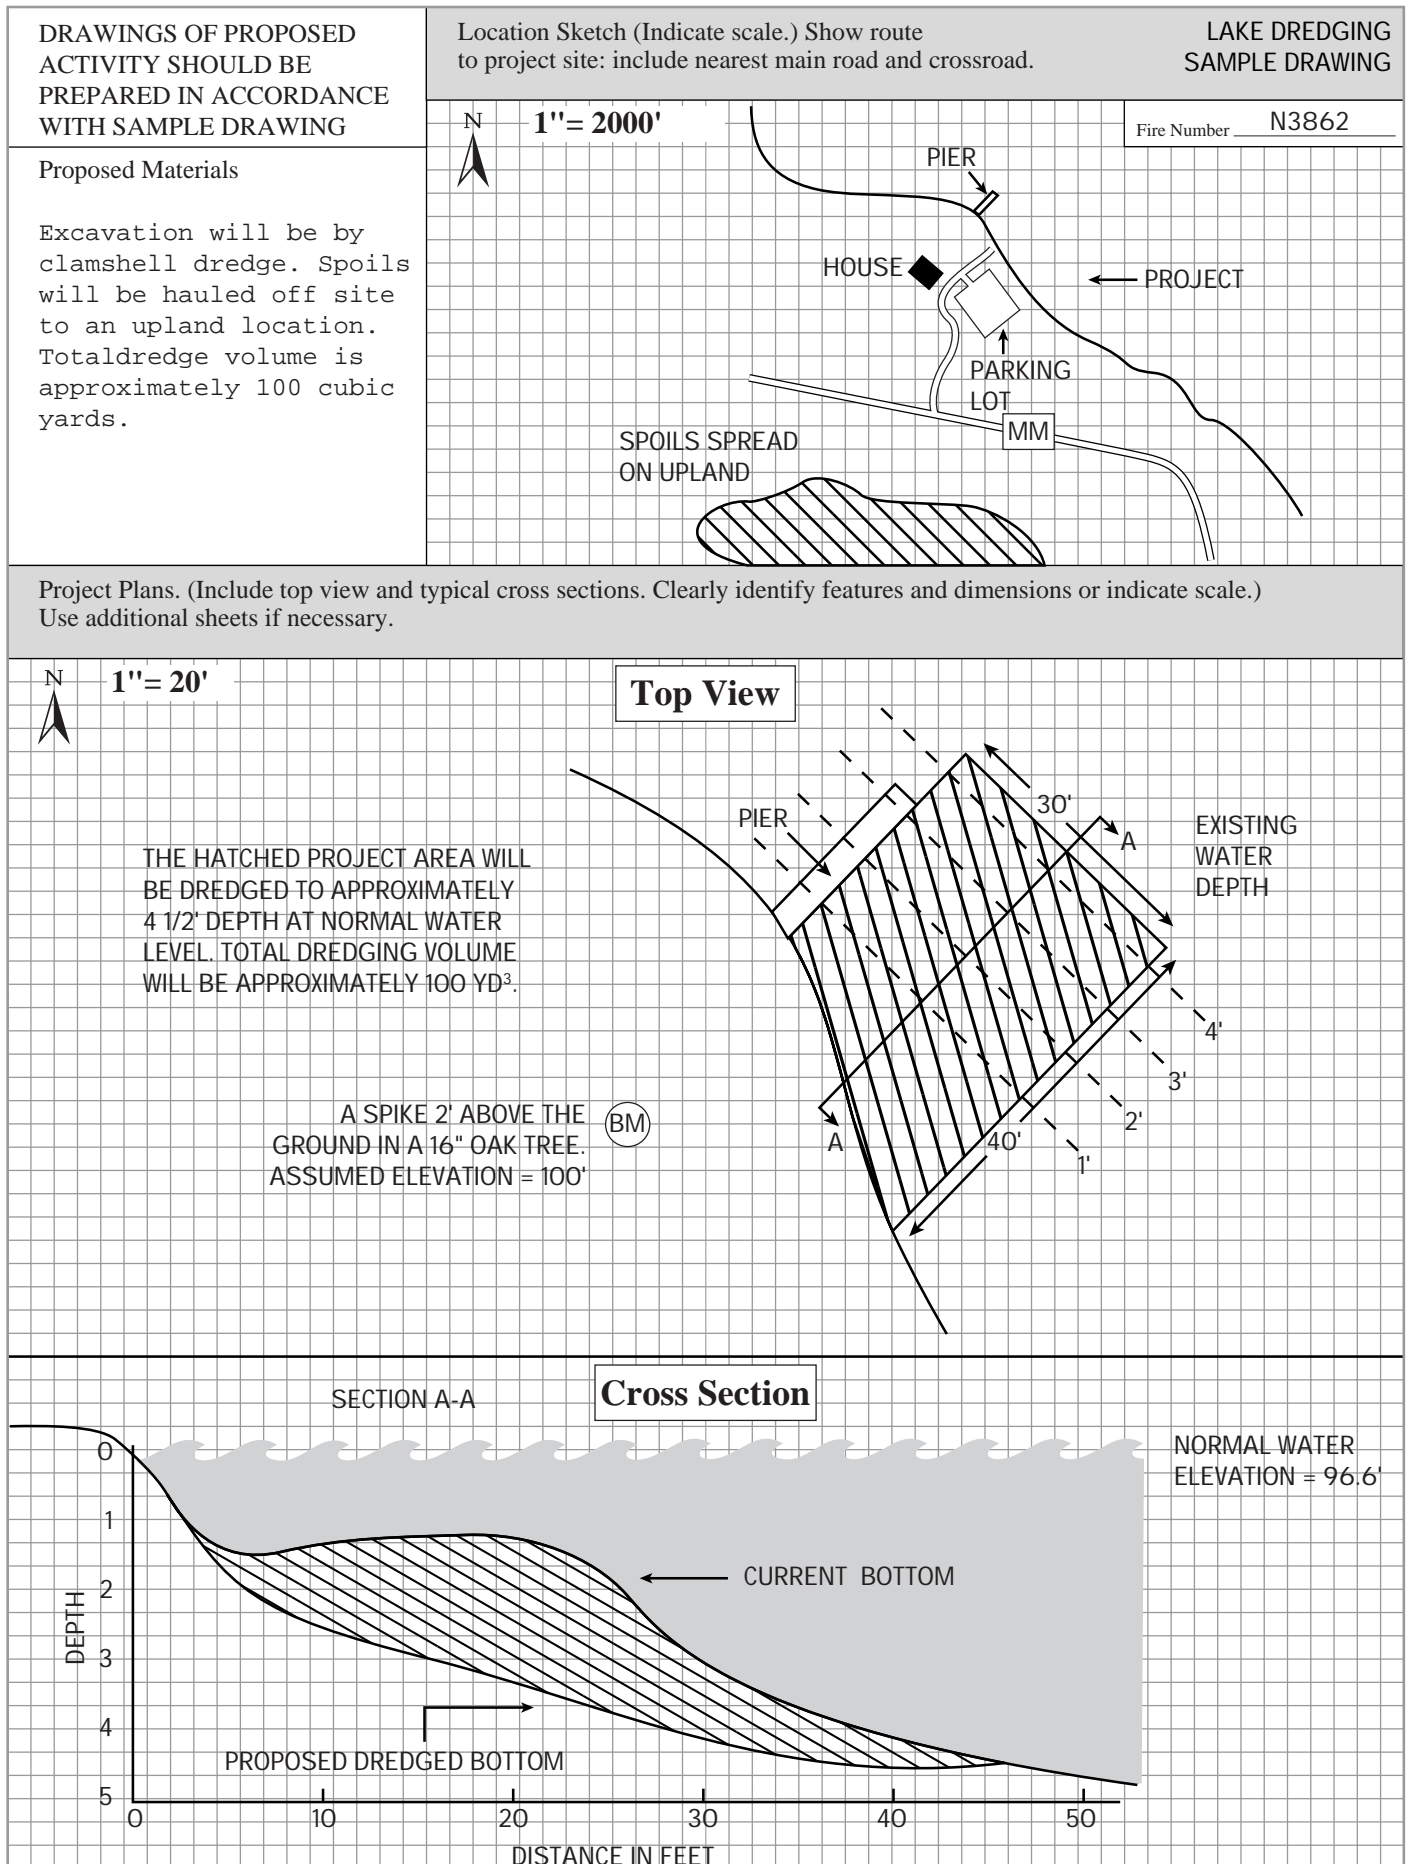 DRAWINGS OF PROPOSED
ACTIVITY SHOULD BE
PREPARED IN ACCORDANCE
WITH SAMPLE DRAWING
Proposed Materials
Excavation will be by
clamshell dredge. Spoils
will be hauled off site
to an upland location.
Totaldredge volume is
approximately 100 cubic
yards.
Location Sketch (Indicate scale.) Show route
to project site: include nearest main road and crossroad.
LAKE DREDGING
SAMPLE DRAWING
N
1"= 2000'
Fire Number N3862
PIER
HOUSE
PROJECT
PARKING
LOT
MM
SPOILS SPREAD
ON UPLAND
Project Plans. (Include top view and typical cross sections. Clearly identify features and dimensions or indicate scale.)
Use additional sheets if necessary.
N
1"= 20'
Top View
PIER
30'
A
EXISTING
WATER
DEPTH
THE HATCHED PROJECT AREA WILL
BE DREDGED TO APPROXIMATELY
4 1/2' DEPTH AT NORMAL WATER
LEVEL. TOTAL DREDGING VOLUME
WILL BE APPROXIMATELY 100 YD³.
4'
3'
2'
1'
40'
A
A SPIKE 2' ABOVE THE
GROUND IN A 16" OAK TREE.
ASSUMED ELEVATION = 100'
BM
SECTION A-A
Cross Section
NORMAL WATER
ELEVATION = 96.6'
0
1
2
3
4
5
DEPTH
CURRENT BOTTOM
PROPOSED DREDGED BOTTOM
0 10 20 30 40 50
DISTANCE IN FEET